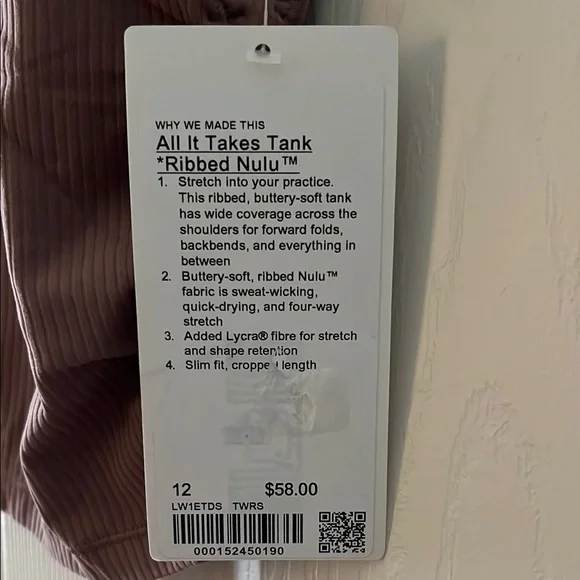 WHY WE MADE THIS
All It Takes Tank
*Ribbed Nulu™
1. Stretch into your practice.
This ribbed, buttery-soft tank
has wide coverage across the
shoulders for forward folds,
backbends, and everything in
between
2. Buttery-soft, ribbed Nulu™
fabric is sweat-wicking,
quick-drying, and four-way
stretch
3. Added Lycra® fibre for stretch
and shape retention
4. Slim fit, cropped length
12 $58.00
LW1ETDS TWRS
000152450190